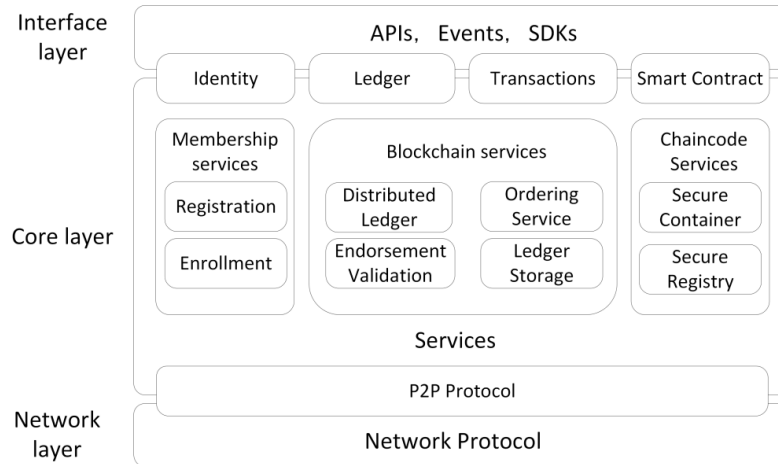 Interface
layer
APIs, Events, SDKs
Identity
Ledger
Transactions
Smart Contract
Core layer
Membership
services
Registration
Enrollment
Blockchain services
Distributed
Ledger
Ordering
Service
Endorsement
Validation
Ledger
Storage
Chaincode
Services
Secure
Container
Secure
Registry
Services
P2P Protocol
Network
layer
Network Protocol